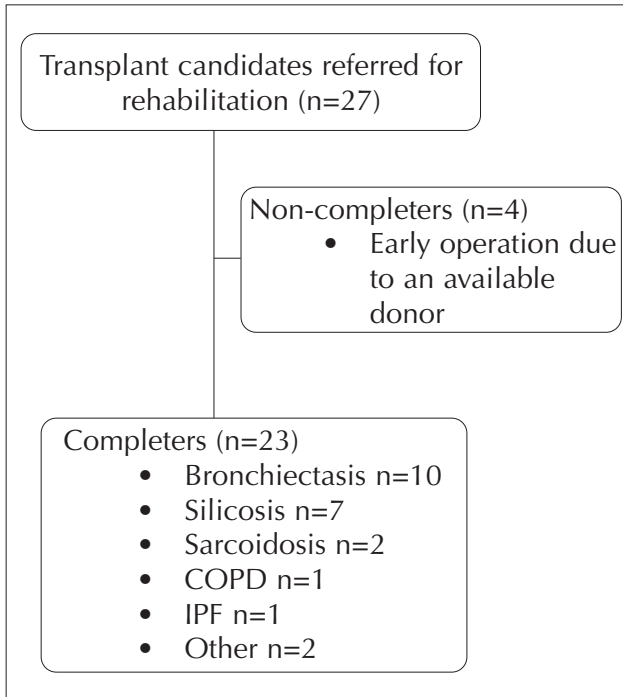 Transplant candidates referred for
rehabilitation (n=27)
Non-completers (n=4)
• Early operation due
to an available
donor
Completers (n=23)
• Bronchiectasis n=10
• Silicosis n=7
• Sarcoidosis n=2
• COPD n=1
• IPF n=1
• Other n=2